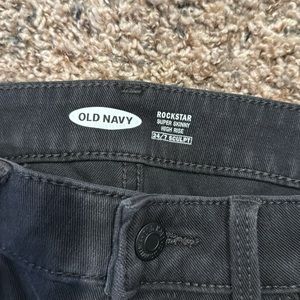 OLD NAVY
ROCKSTAR
SUPER SKINNY
HIGH RISE
24/7 SCULPT